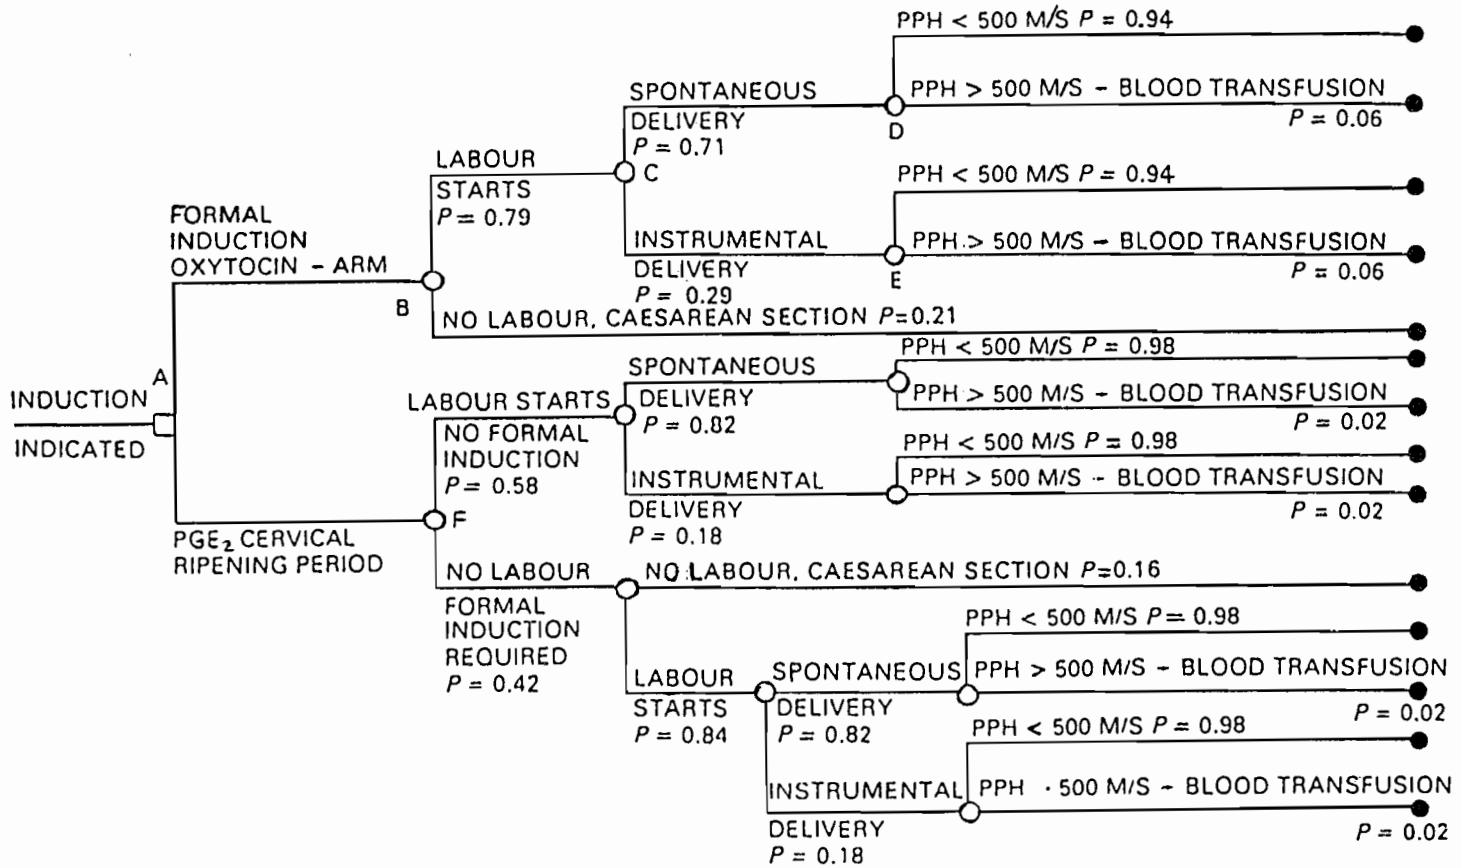 PPH < 500 M/S P = 0.94
SPONTANEOUS
DELIVERY
P = 0.71
PPH > 500 M/S – BLOOD TRANSFUSION
P = 0.06
D
LABOUR
STARTS
P = 0.79
C
PPH < 500 M/S P = 0.94
FORMAL
INDUCTION
OXYTOCIN – ARM
INSTRUMENTAL
DELIVERY
P = 0.29
PPH > 500 M/S – BLOOD TRANSFUSION
P = 0.06
E
B
NO LABOUR, CAESAREAN SECTION P=0.21
A
INDUCTION
INDICATED
PPH < 500 M/S P = 0.98
SPONTANEOUS
DELIVERY
P = 0.82
PPH > 500 M/S – BLOOD TRANSFUSION
P = 0.02
LABOUR STARTS
NO FORMAL
INDUCTION
P = 0.58
PPH < 500 M/S P = 0.98
INSTRUMENTAL
DELIVERY
P = 0.18
PPH > 500 M/S - BLOOD TRANSFUSION
P = 0.02
F
PGE₂ CERVICAL
RIPENING PERIOD
NO LABOUR
FORMAL
INDUCTION
REQUIRED
P = 0.42
NO LABOUR, CAESAREAN SECTION P=0.16
PPH < 500 M/S P = 0.98
LABOUR
STARTS
P = 0.84
SPONTANEOUS
DELIVERY
P = 0.82
PPH > 500 M/S – BLOOD TRANSFUSION
P = 0.02
PPH < 500 M/S P = 0.98
INSTRUMENTAL
DELIVERY
P = 0.18
PPH · 500 M/S – BLOOD TRANSFUSION
P = 0.02